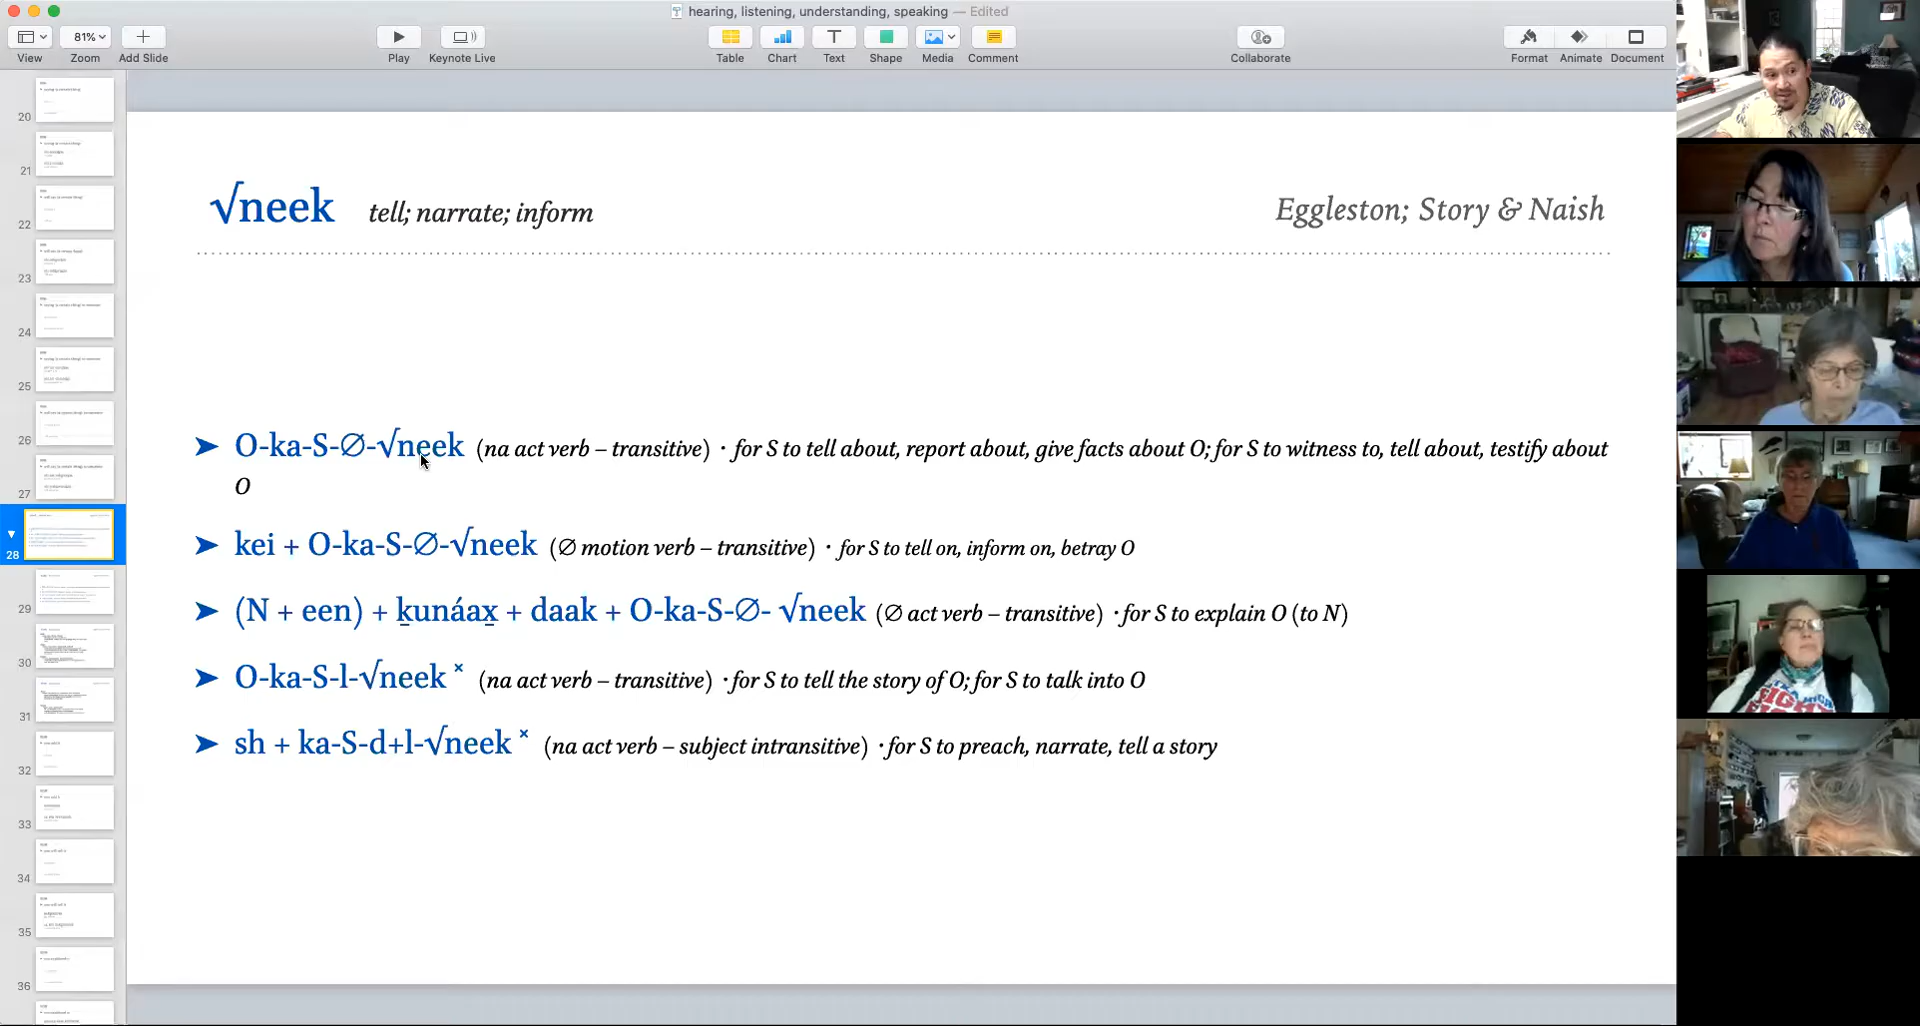 hearing, listening, understanding, speaking — Edited
81%
View Zoom Add Slide Play Keynote Live Table Chart Text Shape Media Comment Collaborate Format Animate Document
√neek tell; narrate; inform Eggleston; Story & Naish
➤ O-ka-S-∅-√neek (na act verb – transitive) · for S to tell about, report about, give facts about O; for S to witness to, tell about, testify about
O
➤ kei + O-ka-S-∅-√neek (∅ motion verb – transitive) · for S to tell on, inform on, betray O
➤ (N + een) + ḵunáax̱ + daak + O-ka-S-∅- √neek (∅ act verb – transitive) · for S to explain O (to N)
➤ O-ka-S-l-√neek ˣ (na act verb – transitive) · for S to tell the story of O; for S to talk into O
➤ sh + ka-S-d+l-√neek ˣ (na act verb – subject intransitive) · for S to preach, narrate, tell a story
20
21
22
23
24
25
26
27
28
29
30
31
32
33
34
35
36